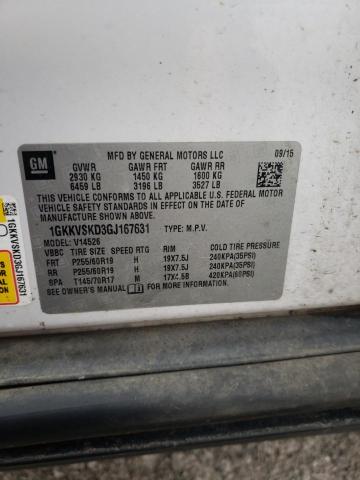 GM
MFD BY GENERAL MOTORS LLC 09/15
GVWR GAWR FRT GAWR RR
2930 KG 1450 KG 1600 KG
6459 LB 3196 LB 3527 LB
THIS VEHICLE CONFORMS TO ALL APPLICABLE U.S. FEDERAL MOTOR
VEHICLE SAFETY STANDARDS IN EFFECT ON THE DATE OF
MANUFACTURE SHOWN ABOVE.
1GKKVSKD3GJ167631 TYPE: M.P.V.
MODEL: V14526
VBBC TIRE SIZE SPEED RTG RIM COLD TIRE PRESSURE
FRT P255/60R19 H 19X7.5J 240KPA(35PSI)
RR P255/60R19 H 19X7.5J 240KPA(35PSI)
SPA T145/70R17 M 17X4.5B 420KPA(60PSI)
SEE OWNER'S MANUAL FOR MORE INFORMATION.
1GKKVSKD3GJ167631